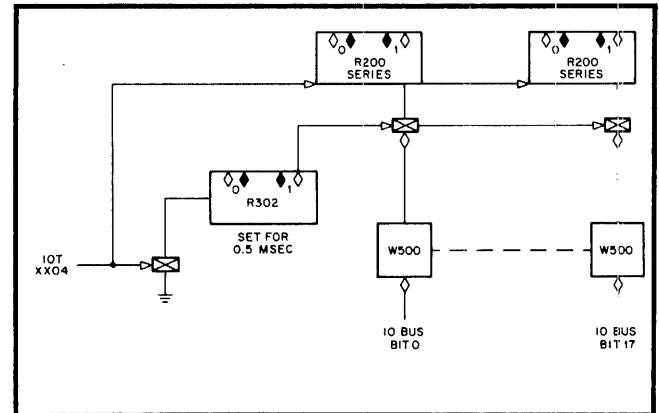 0 1
R200
SERIES
0 1
R200
SERIES
0 1
R302
SET FOR
0.5 MSEC
IOT
XX04
W500
W500
IO BUS
BIT 0
IO BUS
BIT 17